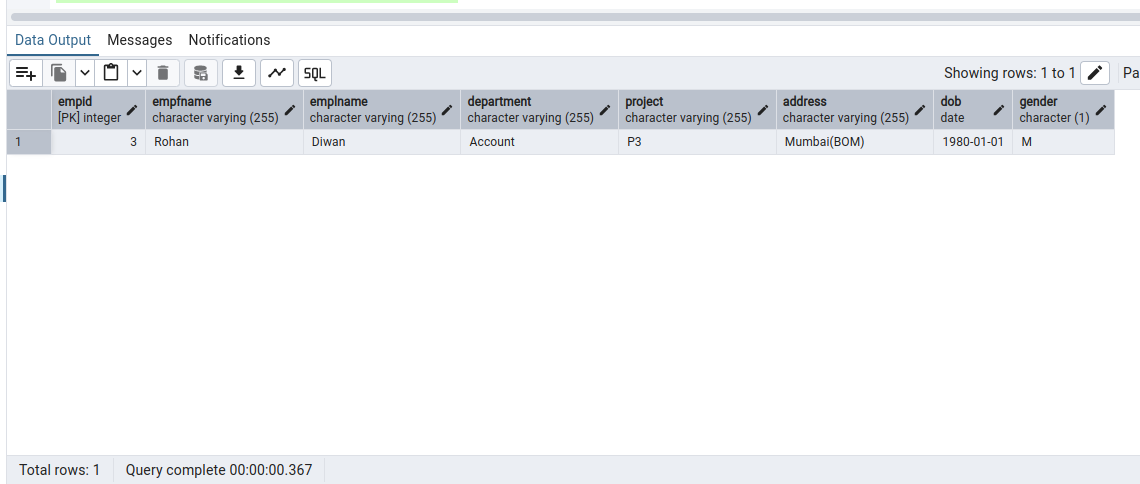 Data Output Messages Notifications
SQL Showing rows: 1 to 1 Pa
empId empfname emplname department project address dob gender
[PK] integer character varying (255) character varying (255) character varying (255) character varying (255) character varying (255) date character (1)
1 3 Rohan Diwan Account P3 Mumbai(BOM) 1980-01-01 M
Total rows: 1 Query complete 00:00:00.367